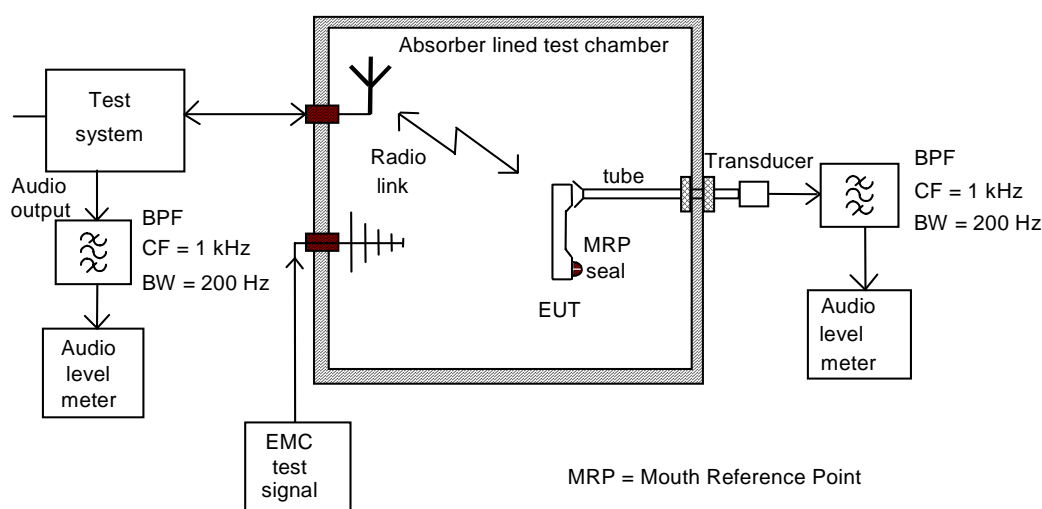 Absorber lined test chamber
Test
system
Radio
link
Audio
output
BPF
CF = 1 kHz
BW = 200 Hz
Audio
level
meter
EMC
test
signal
tube
Transducer
MRP
seal
EUT
BPF
CF = 1 kHz
BW = 200 Hz
Audio
level
meter
MRP = Mouth Reference Point